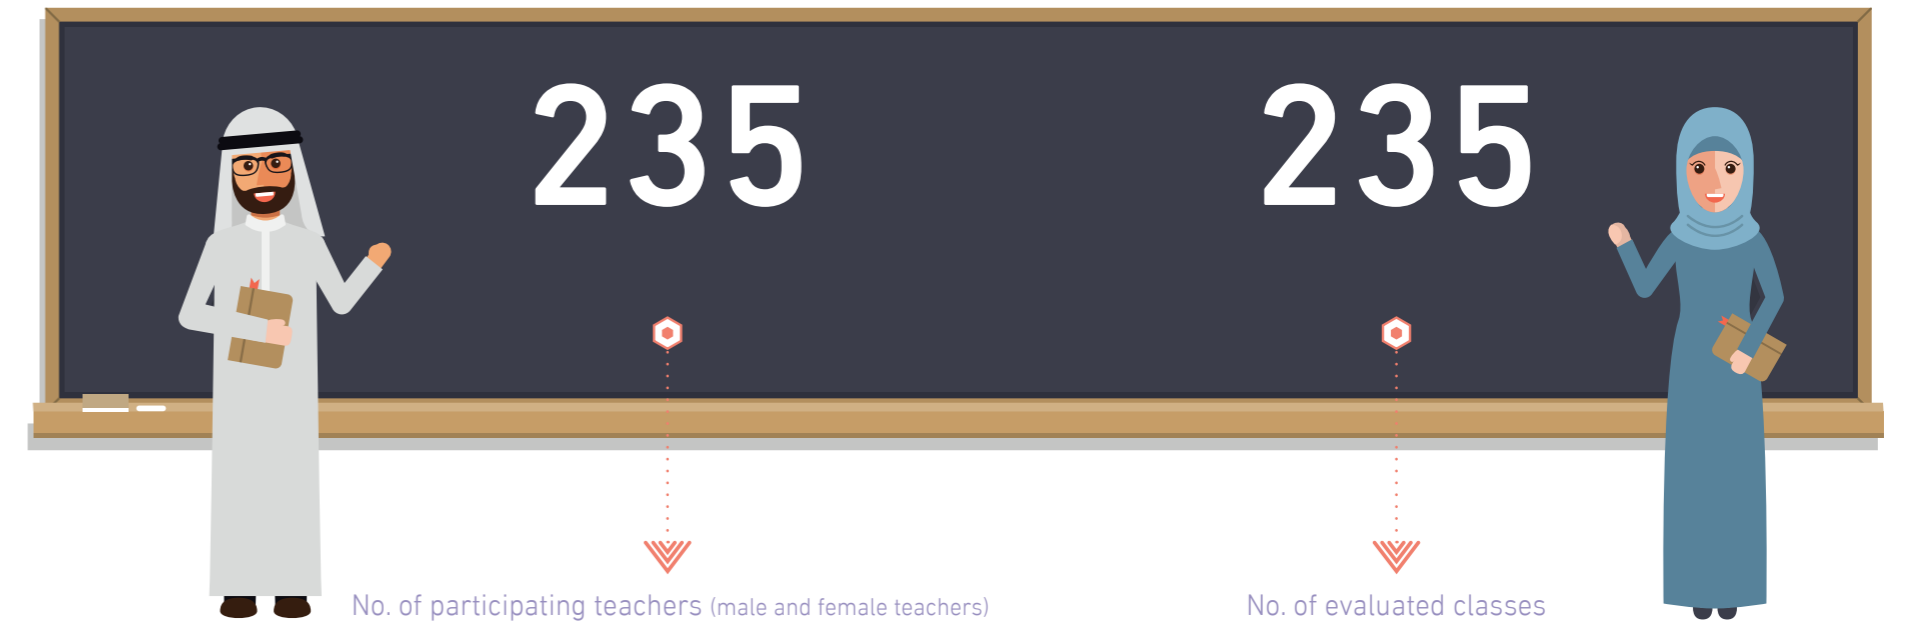 235 235
No. of participating teachers (male and female teachers) No. of evaluated classes